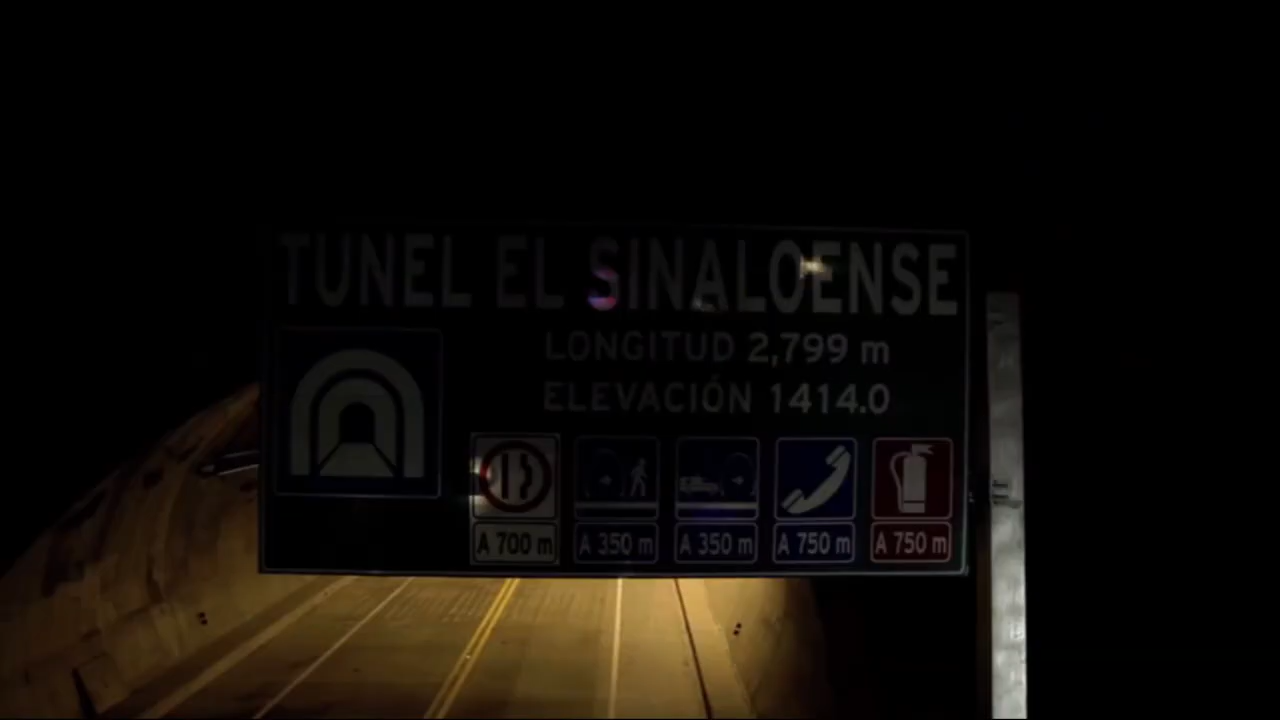 TUNEL EL SINALOENSE
LONGITUD 2,799 m
ELEVACIÓN 1414.0
A 700 m
A 350 m
A 350 m
A 750 m
A 750 m